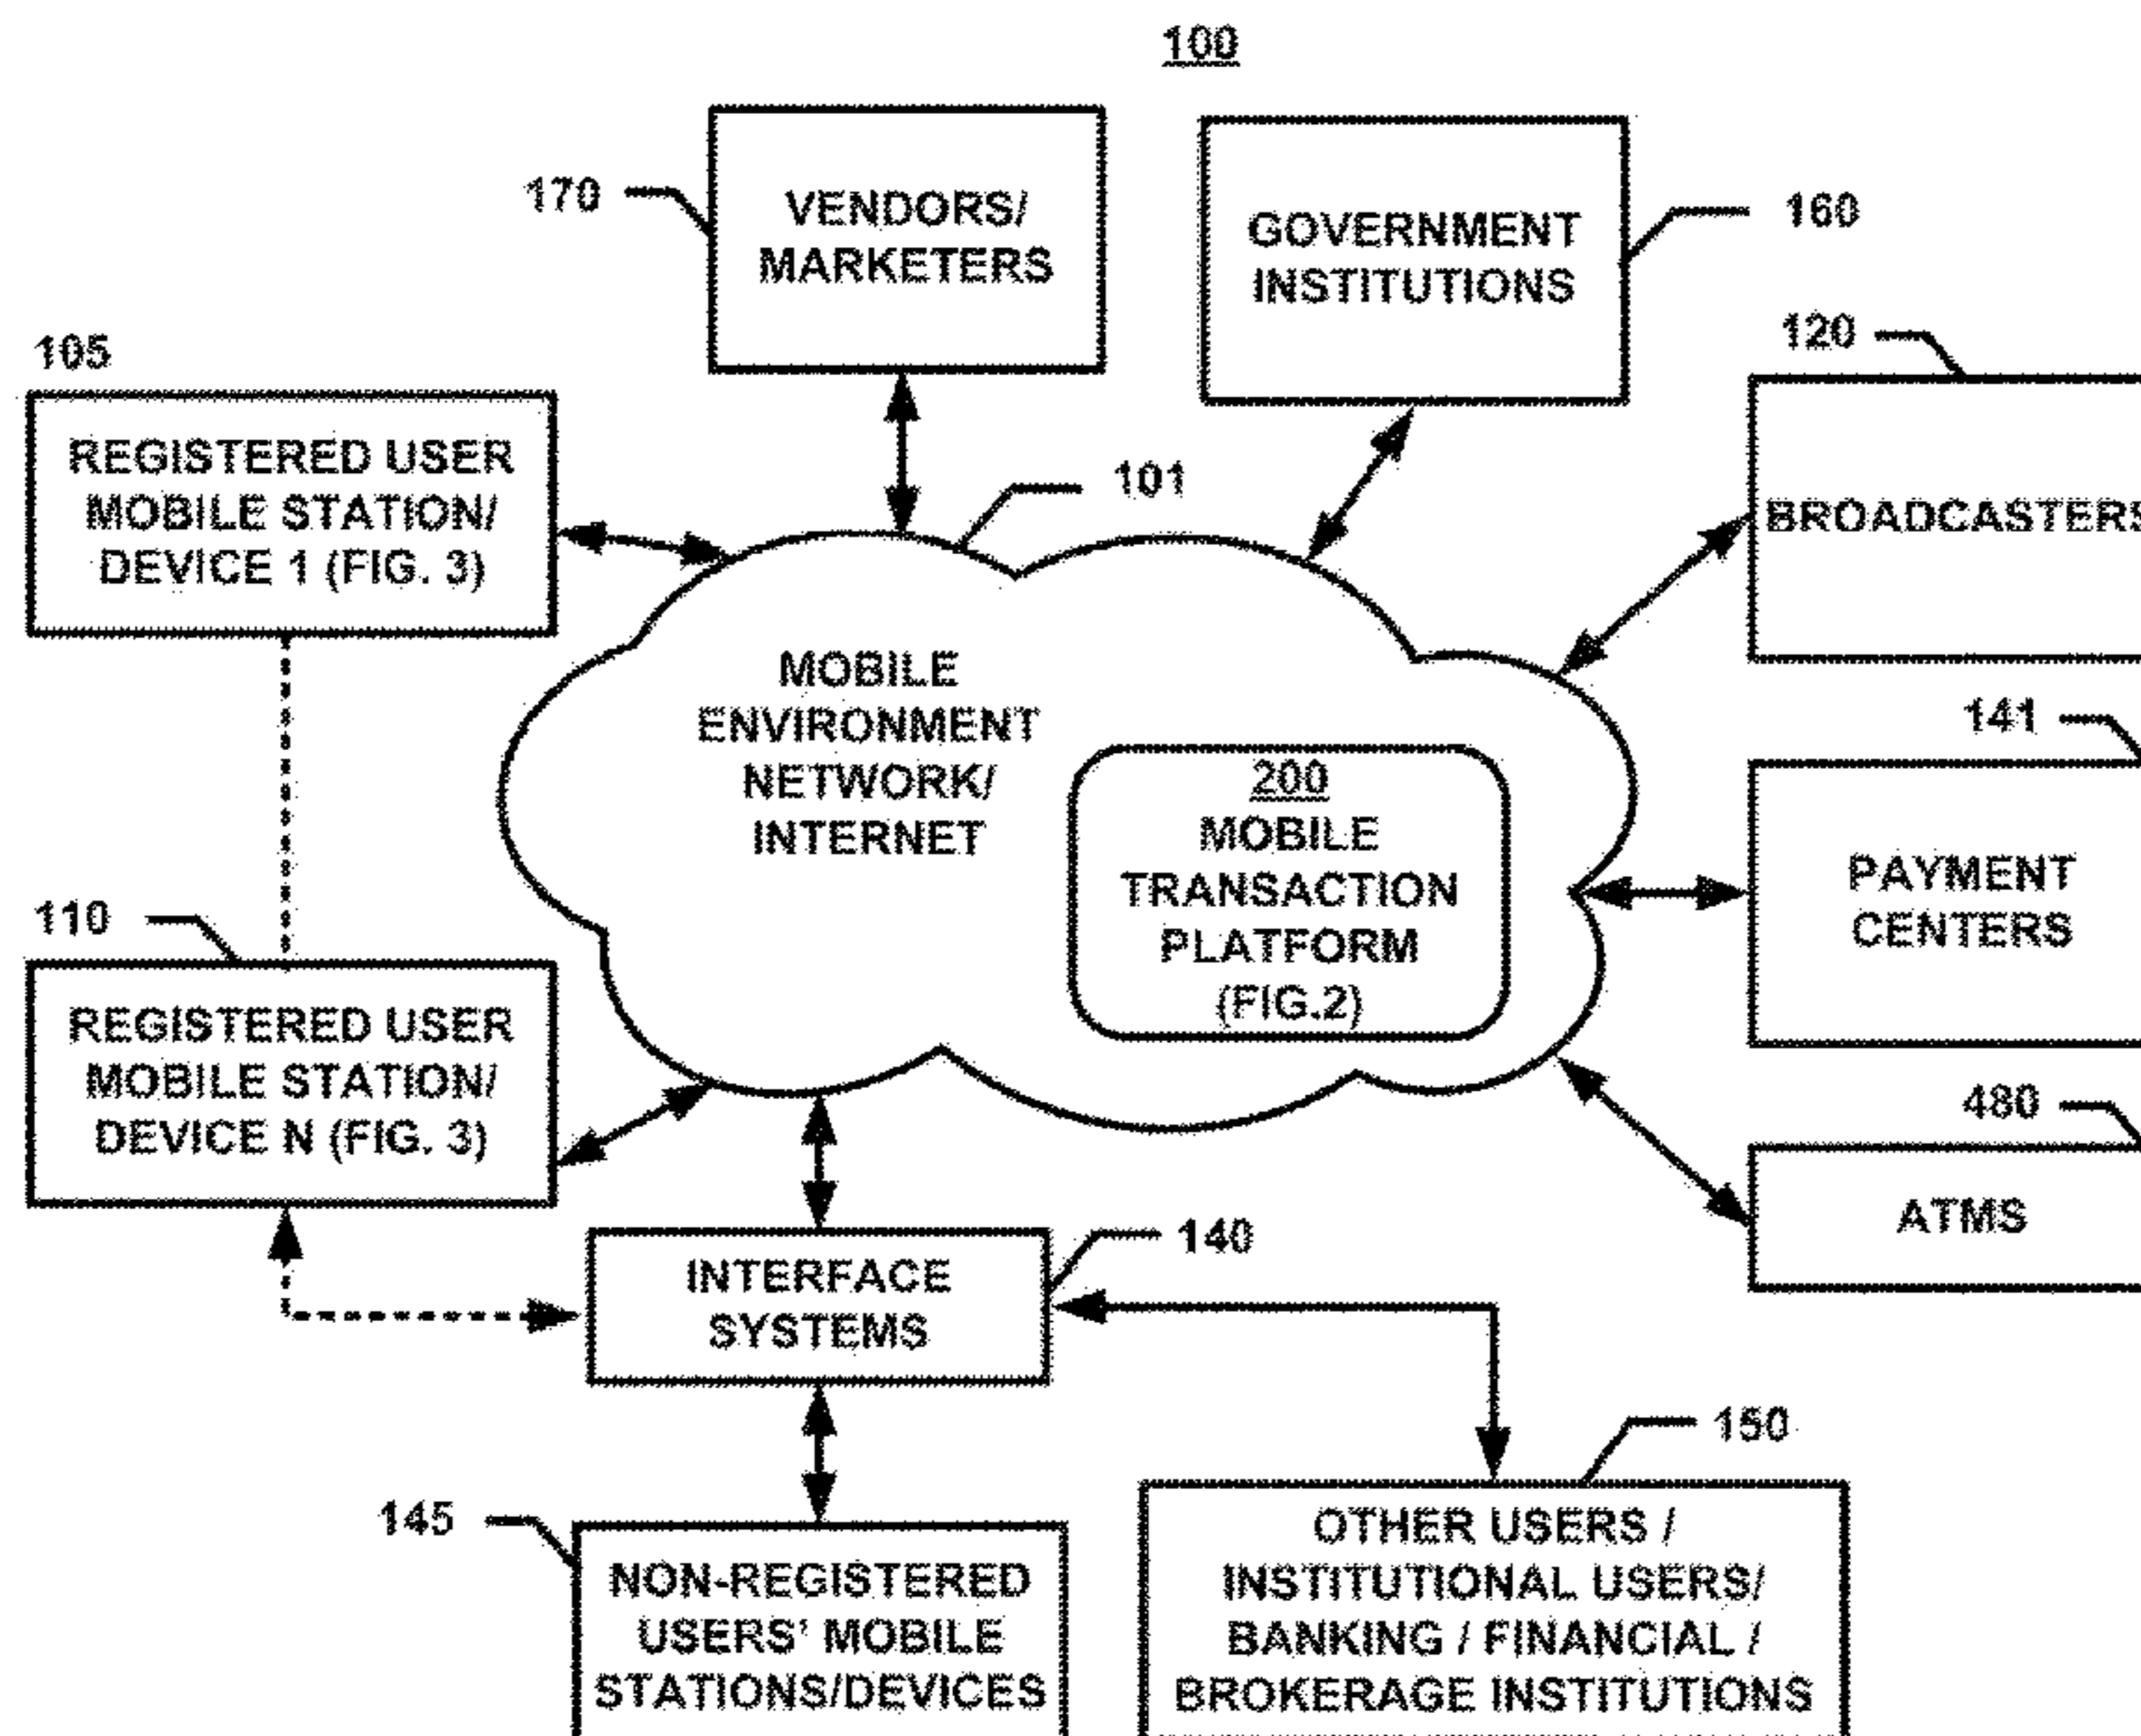 100
170
VENDORS/
MARKETERS
GOVERNMENT
INSTITUTIONS
160
120
BROADCASTERS
105
REGISTERED USER
MOBILE STATION/
DEVICE 1 (FIG. 3)
101
MOBILE
ENVIRONMENT
NETWORK/
INTERNET
200
MOBILE
TRANSACTION
PLATFORM
(FIG.2)
141
PAYMENT
CENTERS
110
REGISTERED USER
MOBILE STATION/
DEVICE N (FIG. 3)
480
ATMS
140
INTERFACE
SYSTEMS
150
145
NON-REGISTERED
USERS' MOBILE
STATIONS/DEVICES
OTHER USERS /
INSTITUTIONAL USERS/
BANKING / FINANCIAL /
BROKERAGE INSTITUTIONS